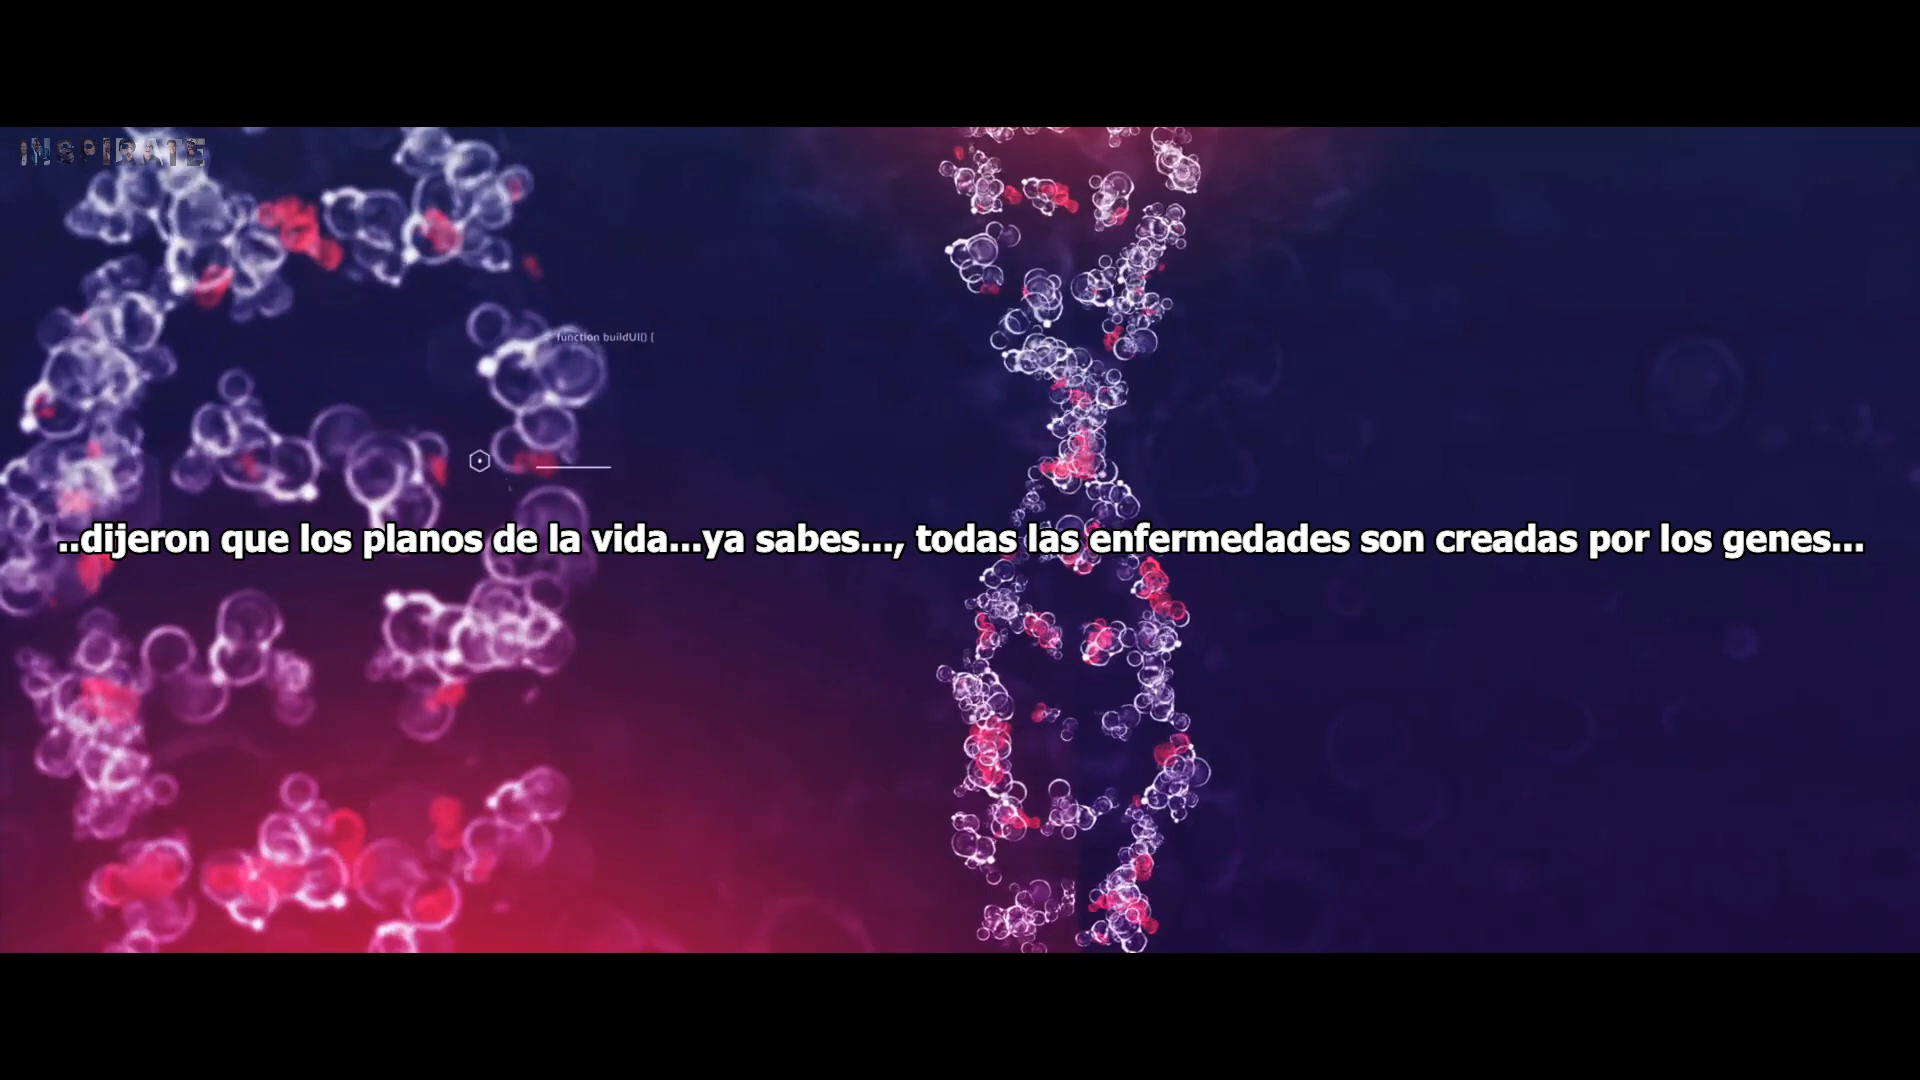 INSPIRATE
function buildUI() {
..dijeron que los planos de la vida...ya sabes..., todas las enfermedades son creadas por los genes...